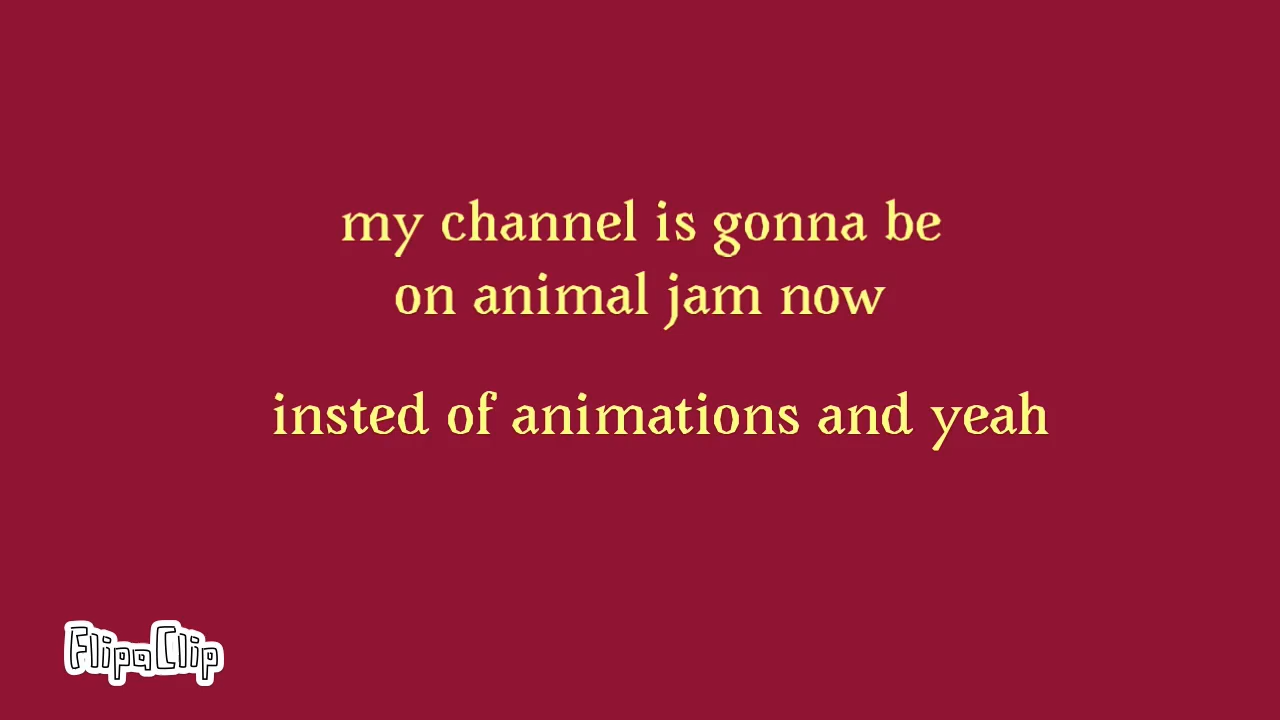 my channel is gonna be
on animal jam now
insted of animations and yeah
FlipaClip